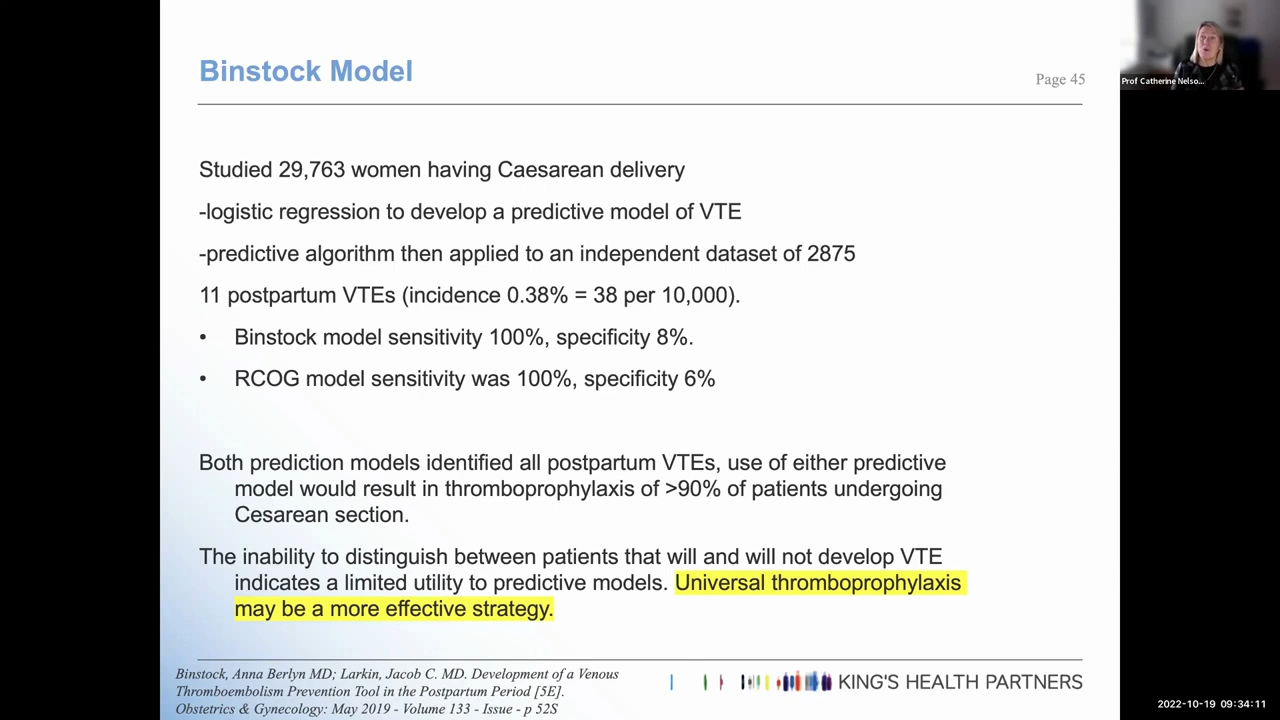 Binstock Model
Page 45
Prof Catherine Nelso...
Studied 29,763 women having Caesarean delivery
-logistic regression to develop a predictive model of VTE
-predictive algorithm then applied to an independent dataset of 2875
11 postpartum VTEs (incidence 0.38% = 38 per 10,000).
• Binstock model sensitivity 100%, specificity 8%.
• RCOG model sensitivity was 100%, specificity 6%
Both prediction models identified all postpartum VTEs, use of either predictive
model would result in thromboprophylaxis of >90% of patients undergoing
Cesarean section.
The inability to distinguish between patients that will and will not develop VTE
indicates a limited utility to predictive models. Universal thromboprophylaxis
may be a more effective strategy.
Binstock, Anna Berlyn MD; Larkin, Jacob C. MD. Development of a Venous
Thromboembolism Prevention Tool in the Postpartum Period [5E].
Obstetrics & Gynecology: May 2019 - Volume 133 - Issue - p 52S
KING'S HEALTH PARTNERS
2022-10-19 09:34:11